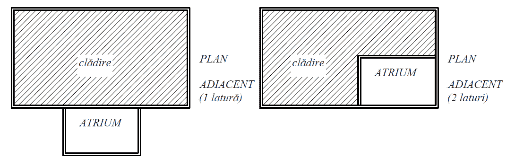 clădire
ATRIUM
PLAN
ADIACENT
(1 latură)
clădire
ATRIUM
PLAN
ADIACENT
(2 laturi)